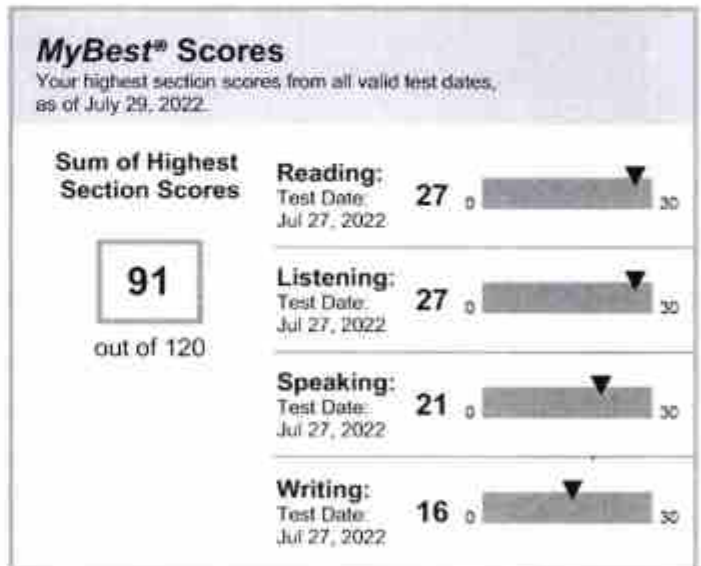 MyBest® Scores
Your highest section scores from all valid test dates,
as of July 29, 2022.
Sum of Highest
Section Scores
91
out of 120
Reading:
Test Date:
Jul 27, 2022
27
0
30
Listening:
Test Date:
Jul 27, 2022
27
0
30
Speaking:
Test Date:
Jul 27, 2022
21
0
30
Writing:
Test Date:
Jul 27, 2022
16
0
30